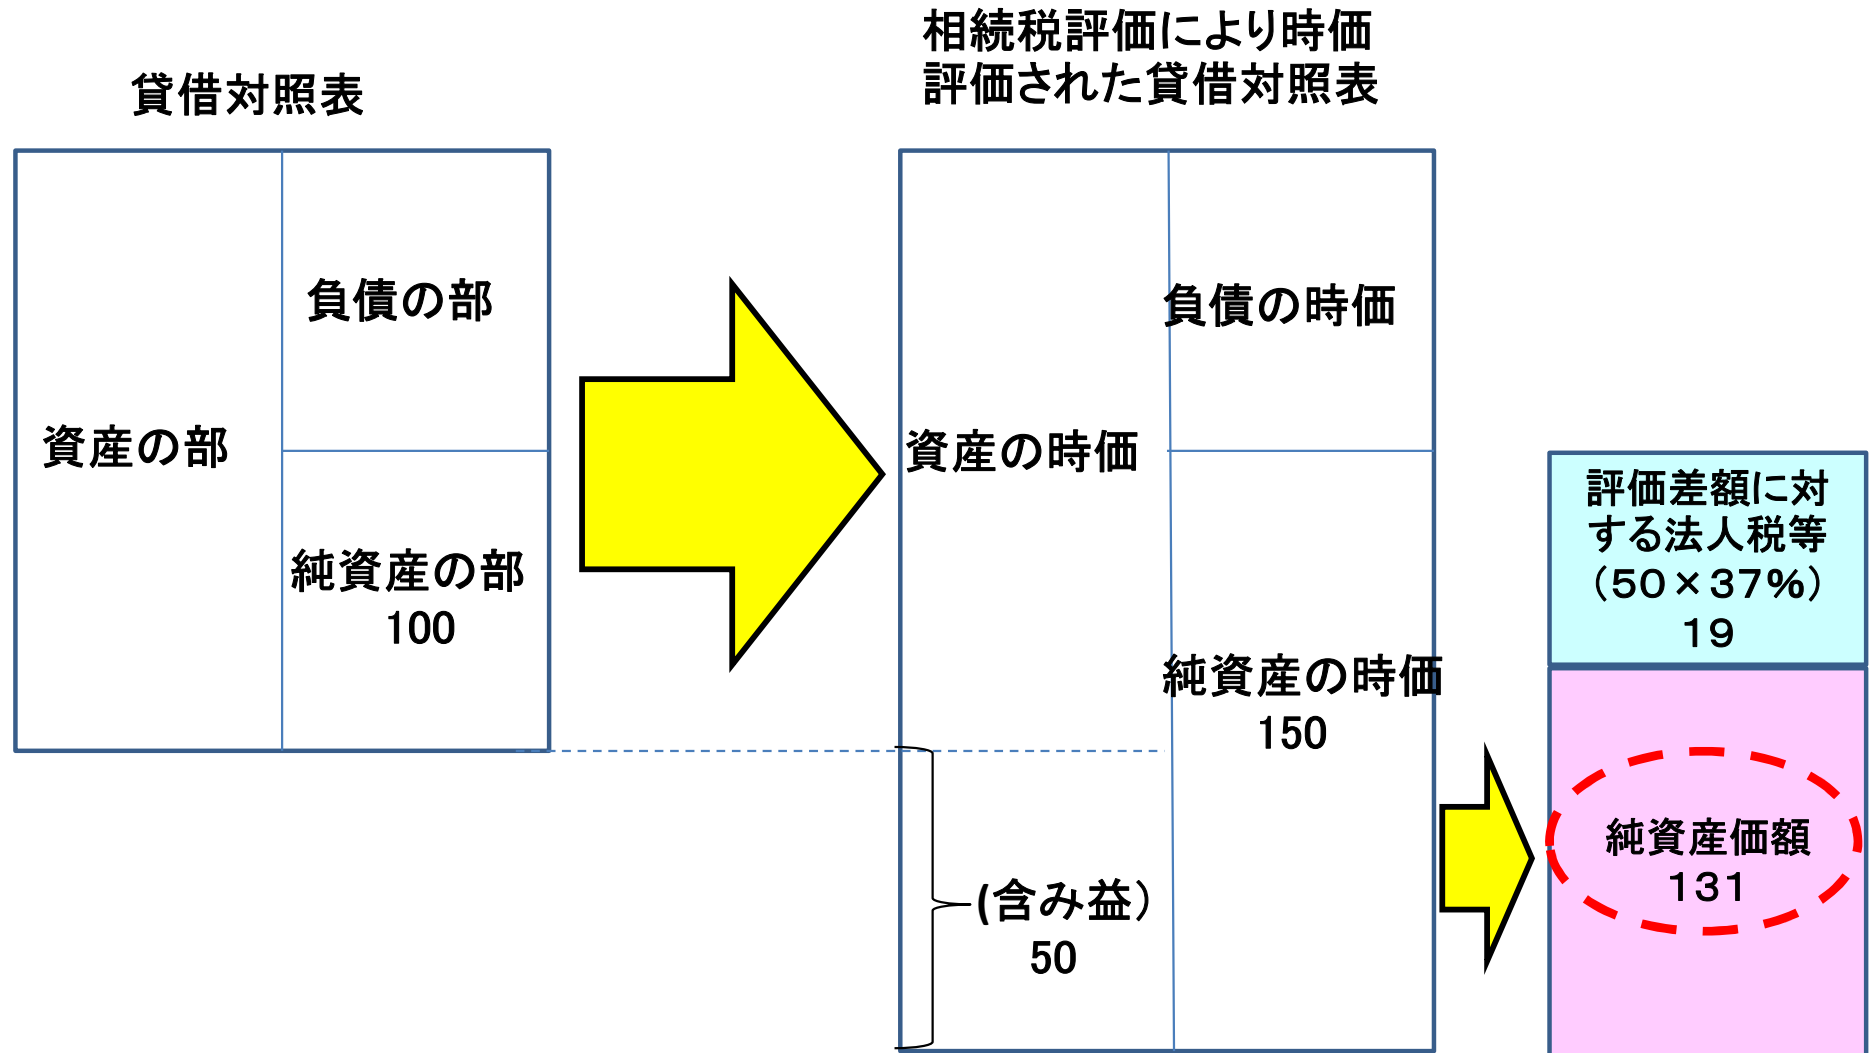 貸借対照表
資産の部
負債の部
純資産の部
100
相続税評価により時価
評価された貸借対照表
資産の時価
負債の時価
純資産の時価
150
(含み益）
50
評価差額に対
する法人税等
（５０×３７％）
１９
純資産価額
１３１